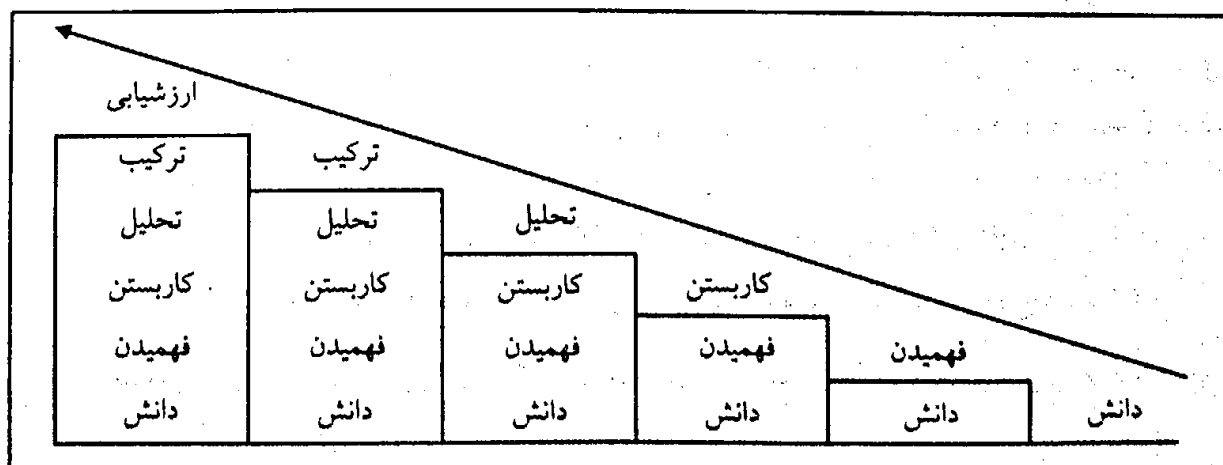 ارزشیابی
ترکیب ترکیب
تحلیل تحلیل تحلیل
کاربستن کاربستن کاربستن کاربستن
فهمیدن فهمیدن فهمیدن فهمیدن فهمیدن
دانش دانش دانش دانش دانش دانش